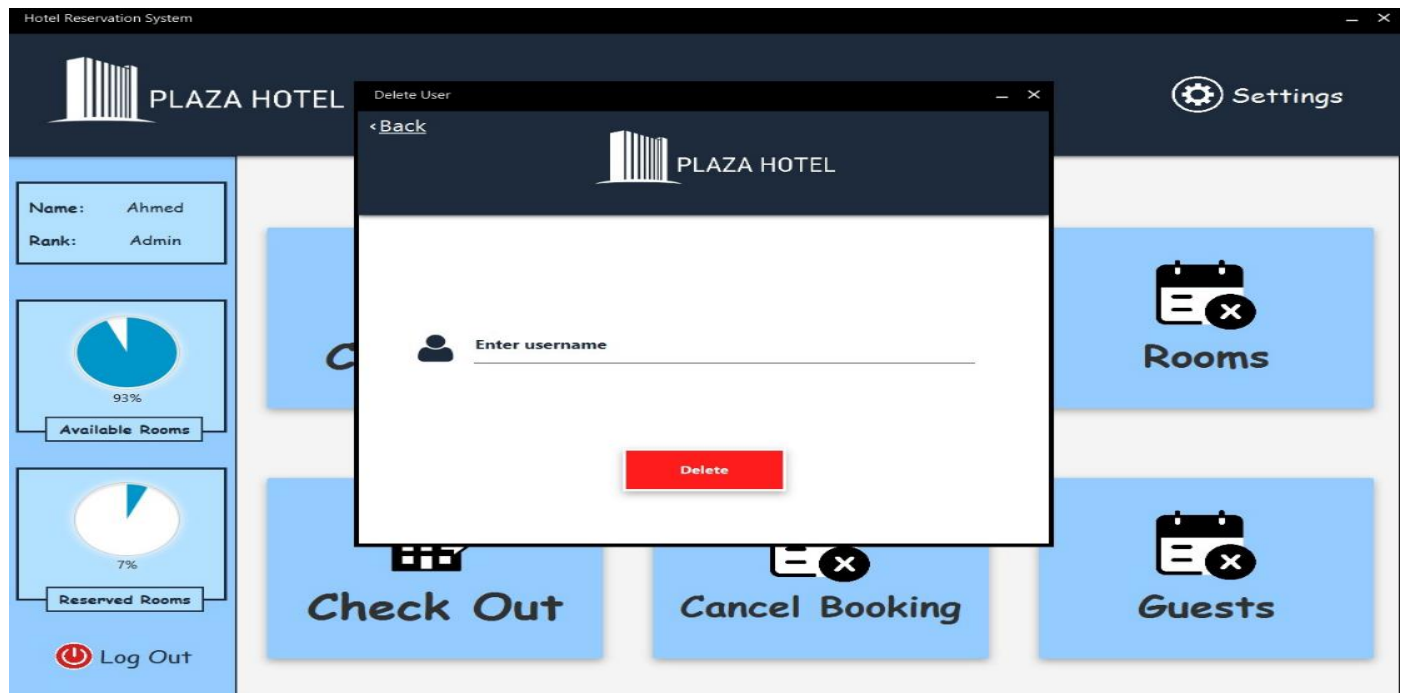 Hotel Reservation System
PLAZA HOTEL
Settings
Delete User
‹Back
PLAZA HOTEL
Name: Ahmed
Rank: Admin
93%
Available Rooms
7%
Reserved Rooms
Log Out
Enter username
Delete
Rooms
Check Out
Cancel Booking
Guests